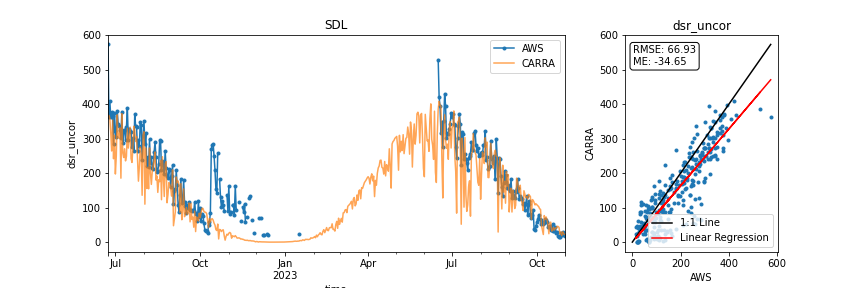 SDL
dsr_uncor
600
500
400
300
200
100
0
dsr_uncor
AWS
CARRA
Jul
Oct
Jan
2023
Apr
Jul
Oct
dsr_uncor
600
500
400
300
200
100
0
CARRA
RMSE: 66.93
ME: -34.65
1:1 Line
Linear Regression
0
200
400
600
AWS